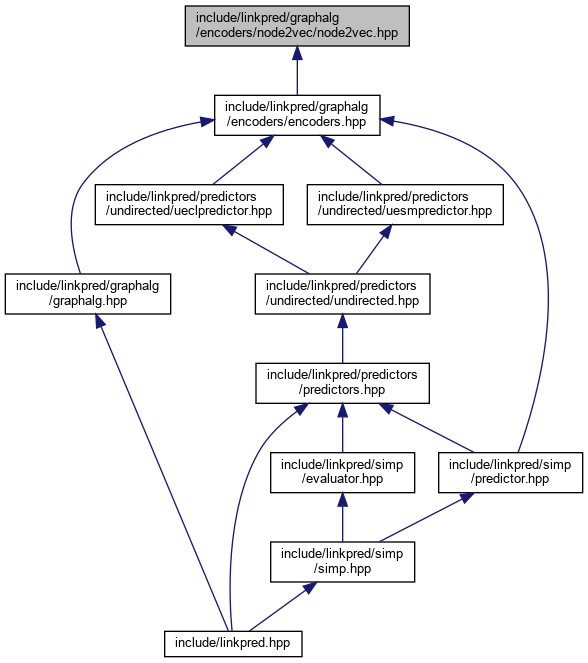 include/linkpred/graphalg
/encoders/node2vec/node2vec.hpp
include/linkpred/graphalg
/encoders/encoders.hpp
include/linkpred/predictors
/undirected/ueclpredictor.hpp
include/linkpred/predictors
/undirected/uesmpredictor.hpp
include/linkpred/graphalg
/graphalg.hpp
include/linkpred/predictors
/undirected/undirected.hpp
include/linkpred/predictors
/predictors.hpp
include/linkpred/simp
/evaluator.hpp
include/linkpred/simp
/predictor.hpp
include/linkpred/simp
/simp.hpp
include/linkpred.hpp